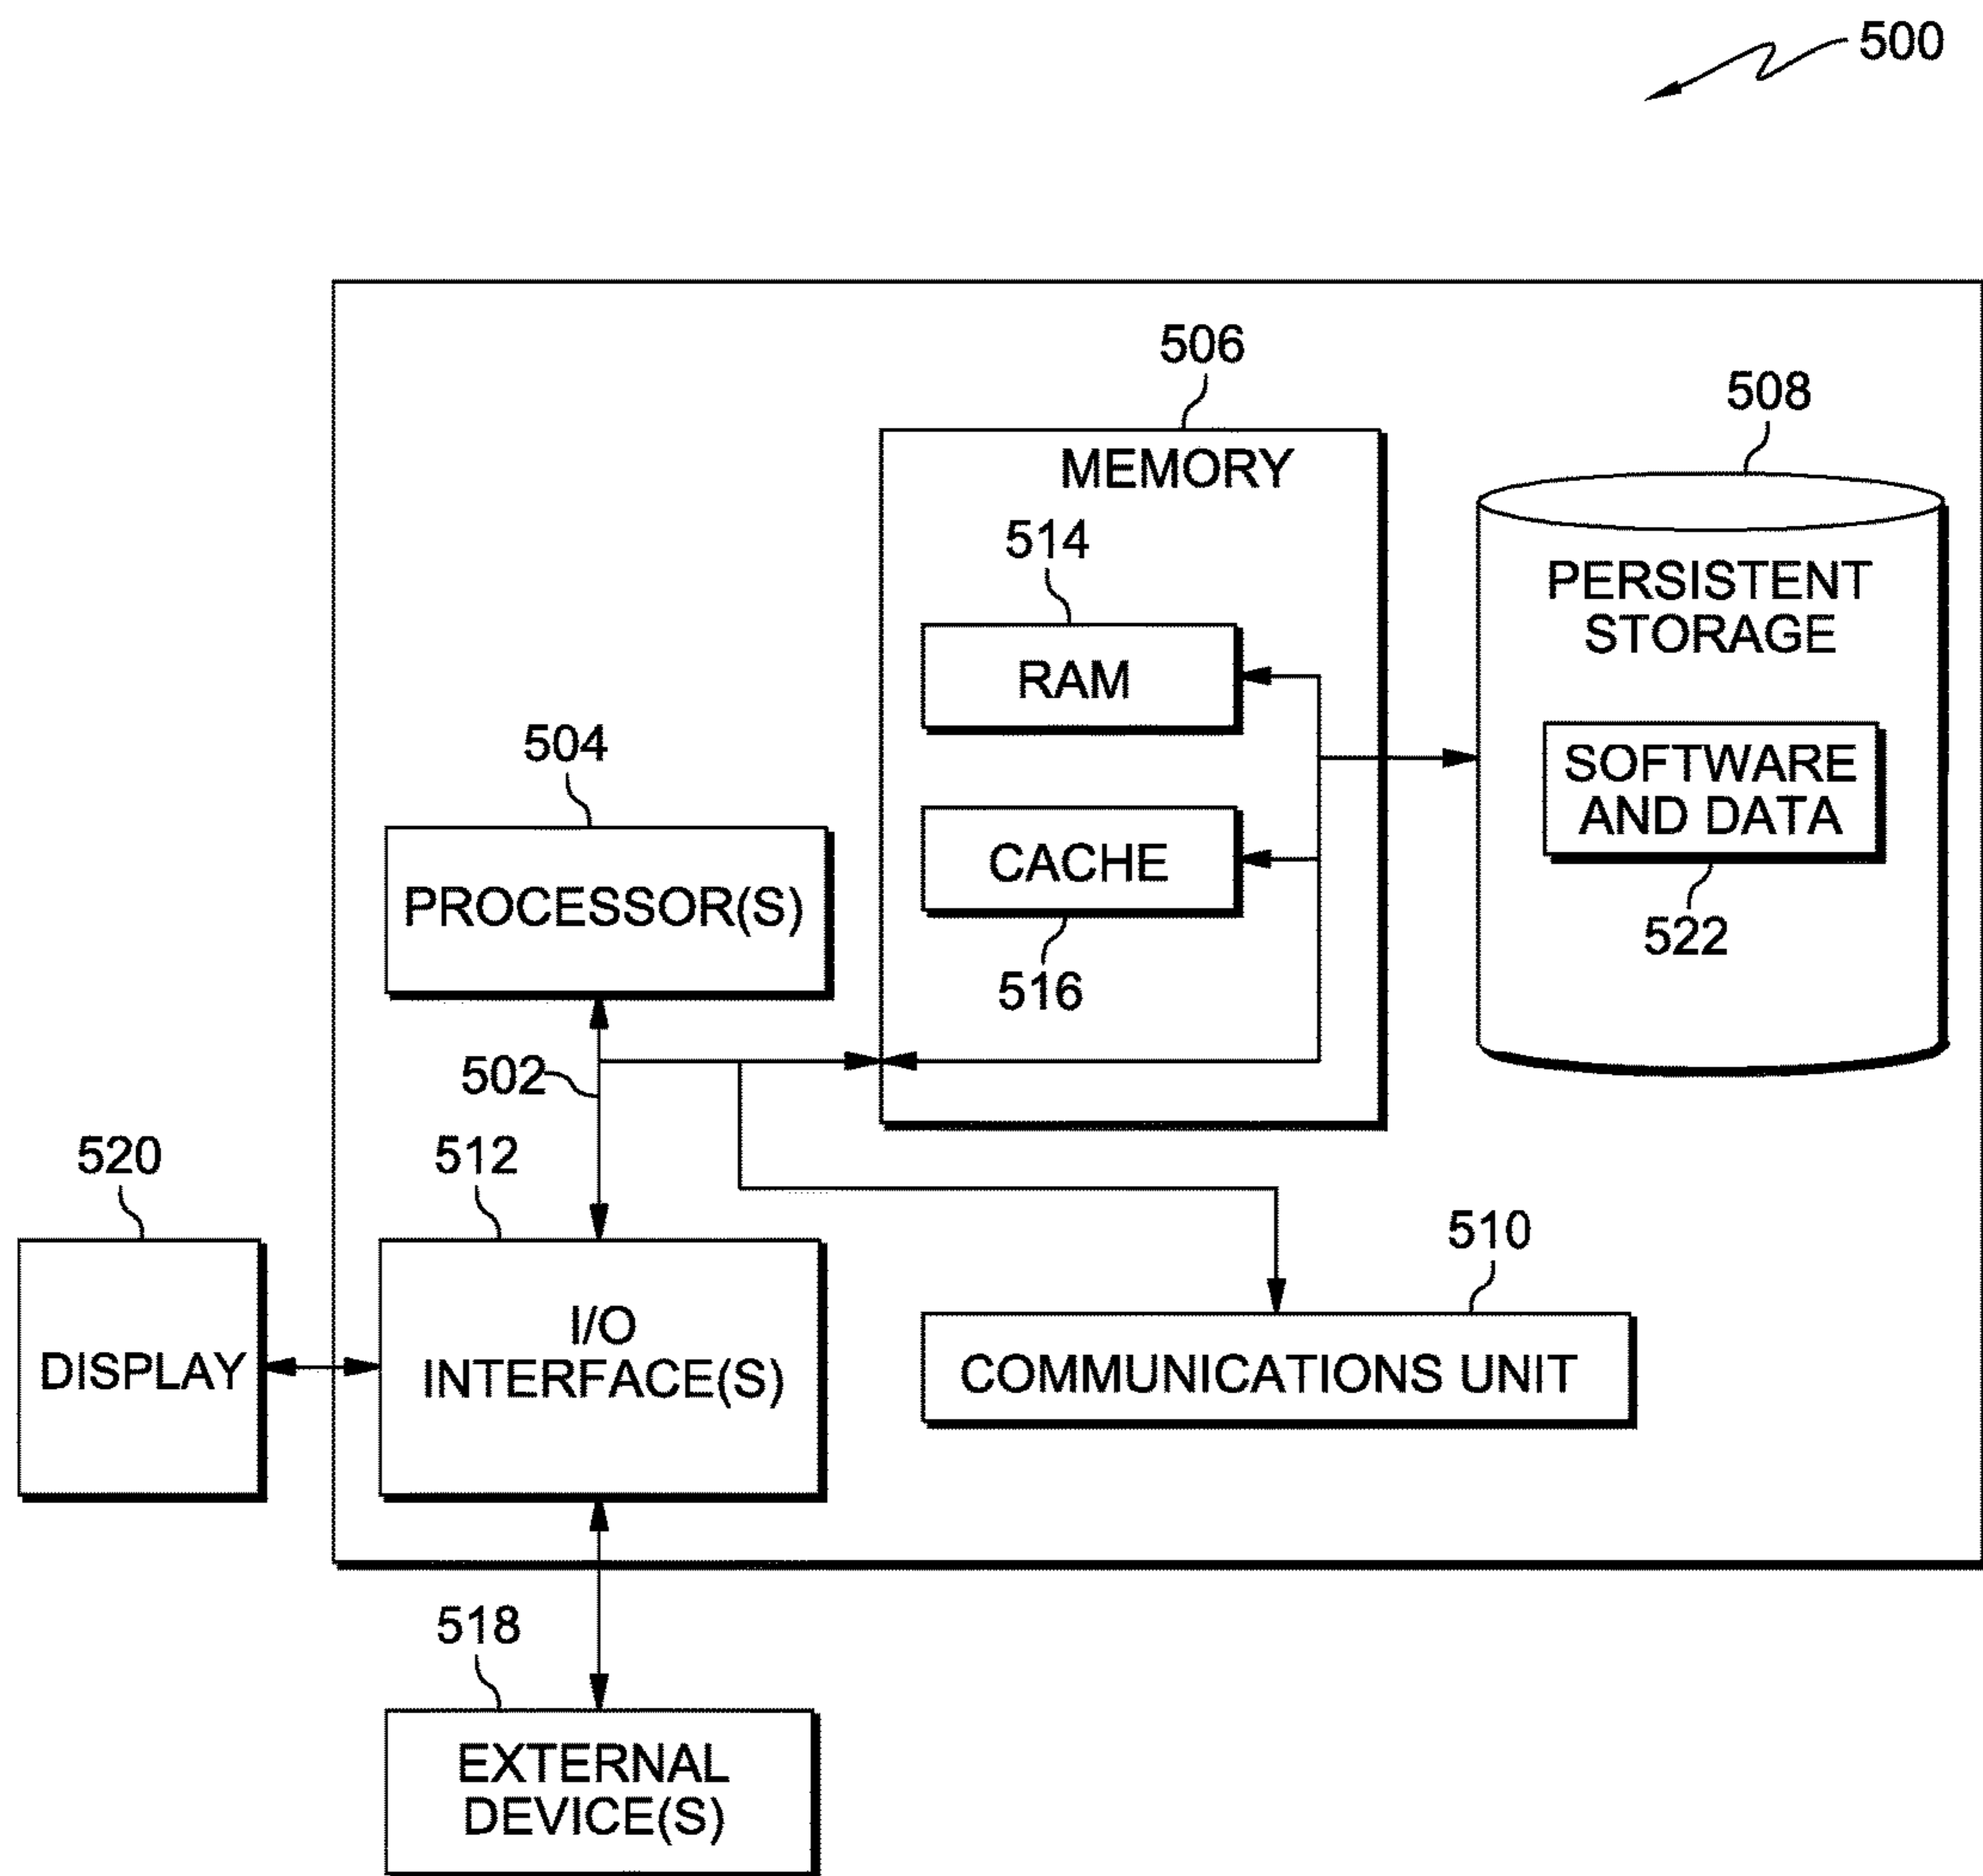 500
506
MEMORY
508
514
RAM
PERSISTENT
STORAGE
504
SOFTWARE
AND DATA
PROCESSOR(S)
CACHE
522
516
502
520
512
510
DISPLAY
I/O
INTERFACE(S)
COMMUNICATIONS UNIT
518
EXTERNAL
DEVICE(S)